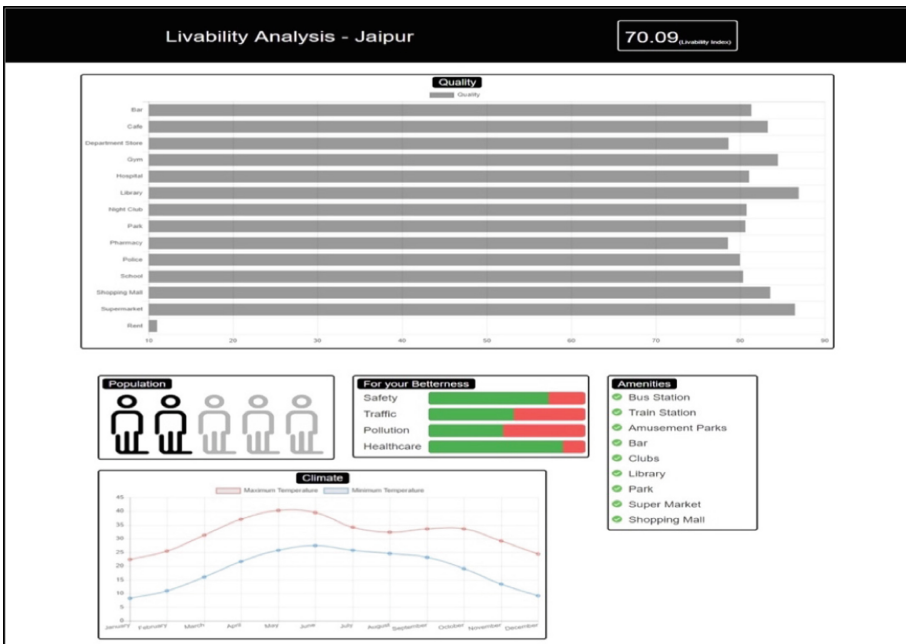 Livability Analysis - Jaipur
70.09(Livability Index)
Quality
Quality
Bar
Cafe
Department Store
Gym
Hospital
Library
Night Club
Park
Pharmacy
Police
School
Shopping Mall
Supermarket
Rent
10 20 30 40 50 60 70 80 90
Population
For your Betterness
Safety
Traffic
Pollution
Healthcare
Amenities
Bus Station
Train Station
Amusement Parks
Bar
Clubs
Library
Park
Super Market
Shopping Mall
Climate
Maximum Temperature Minimum Temperature
45
40
35
30
25
20
15
10
5
0
January February March April May June July August September October November December